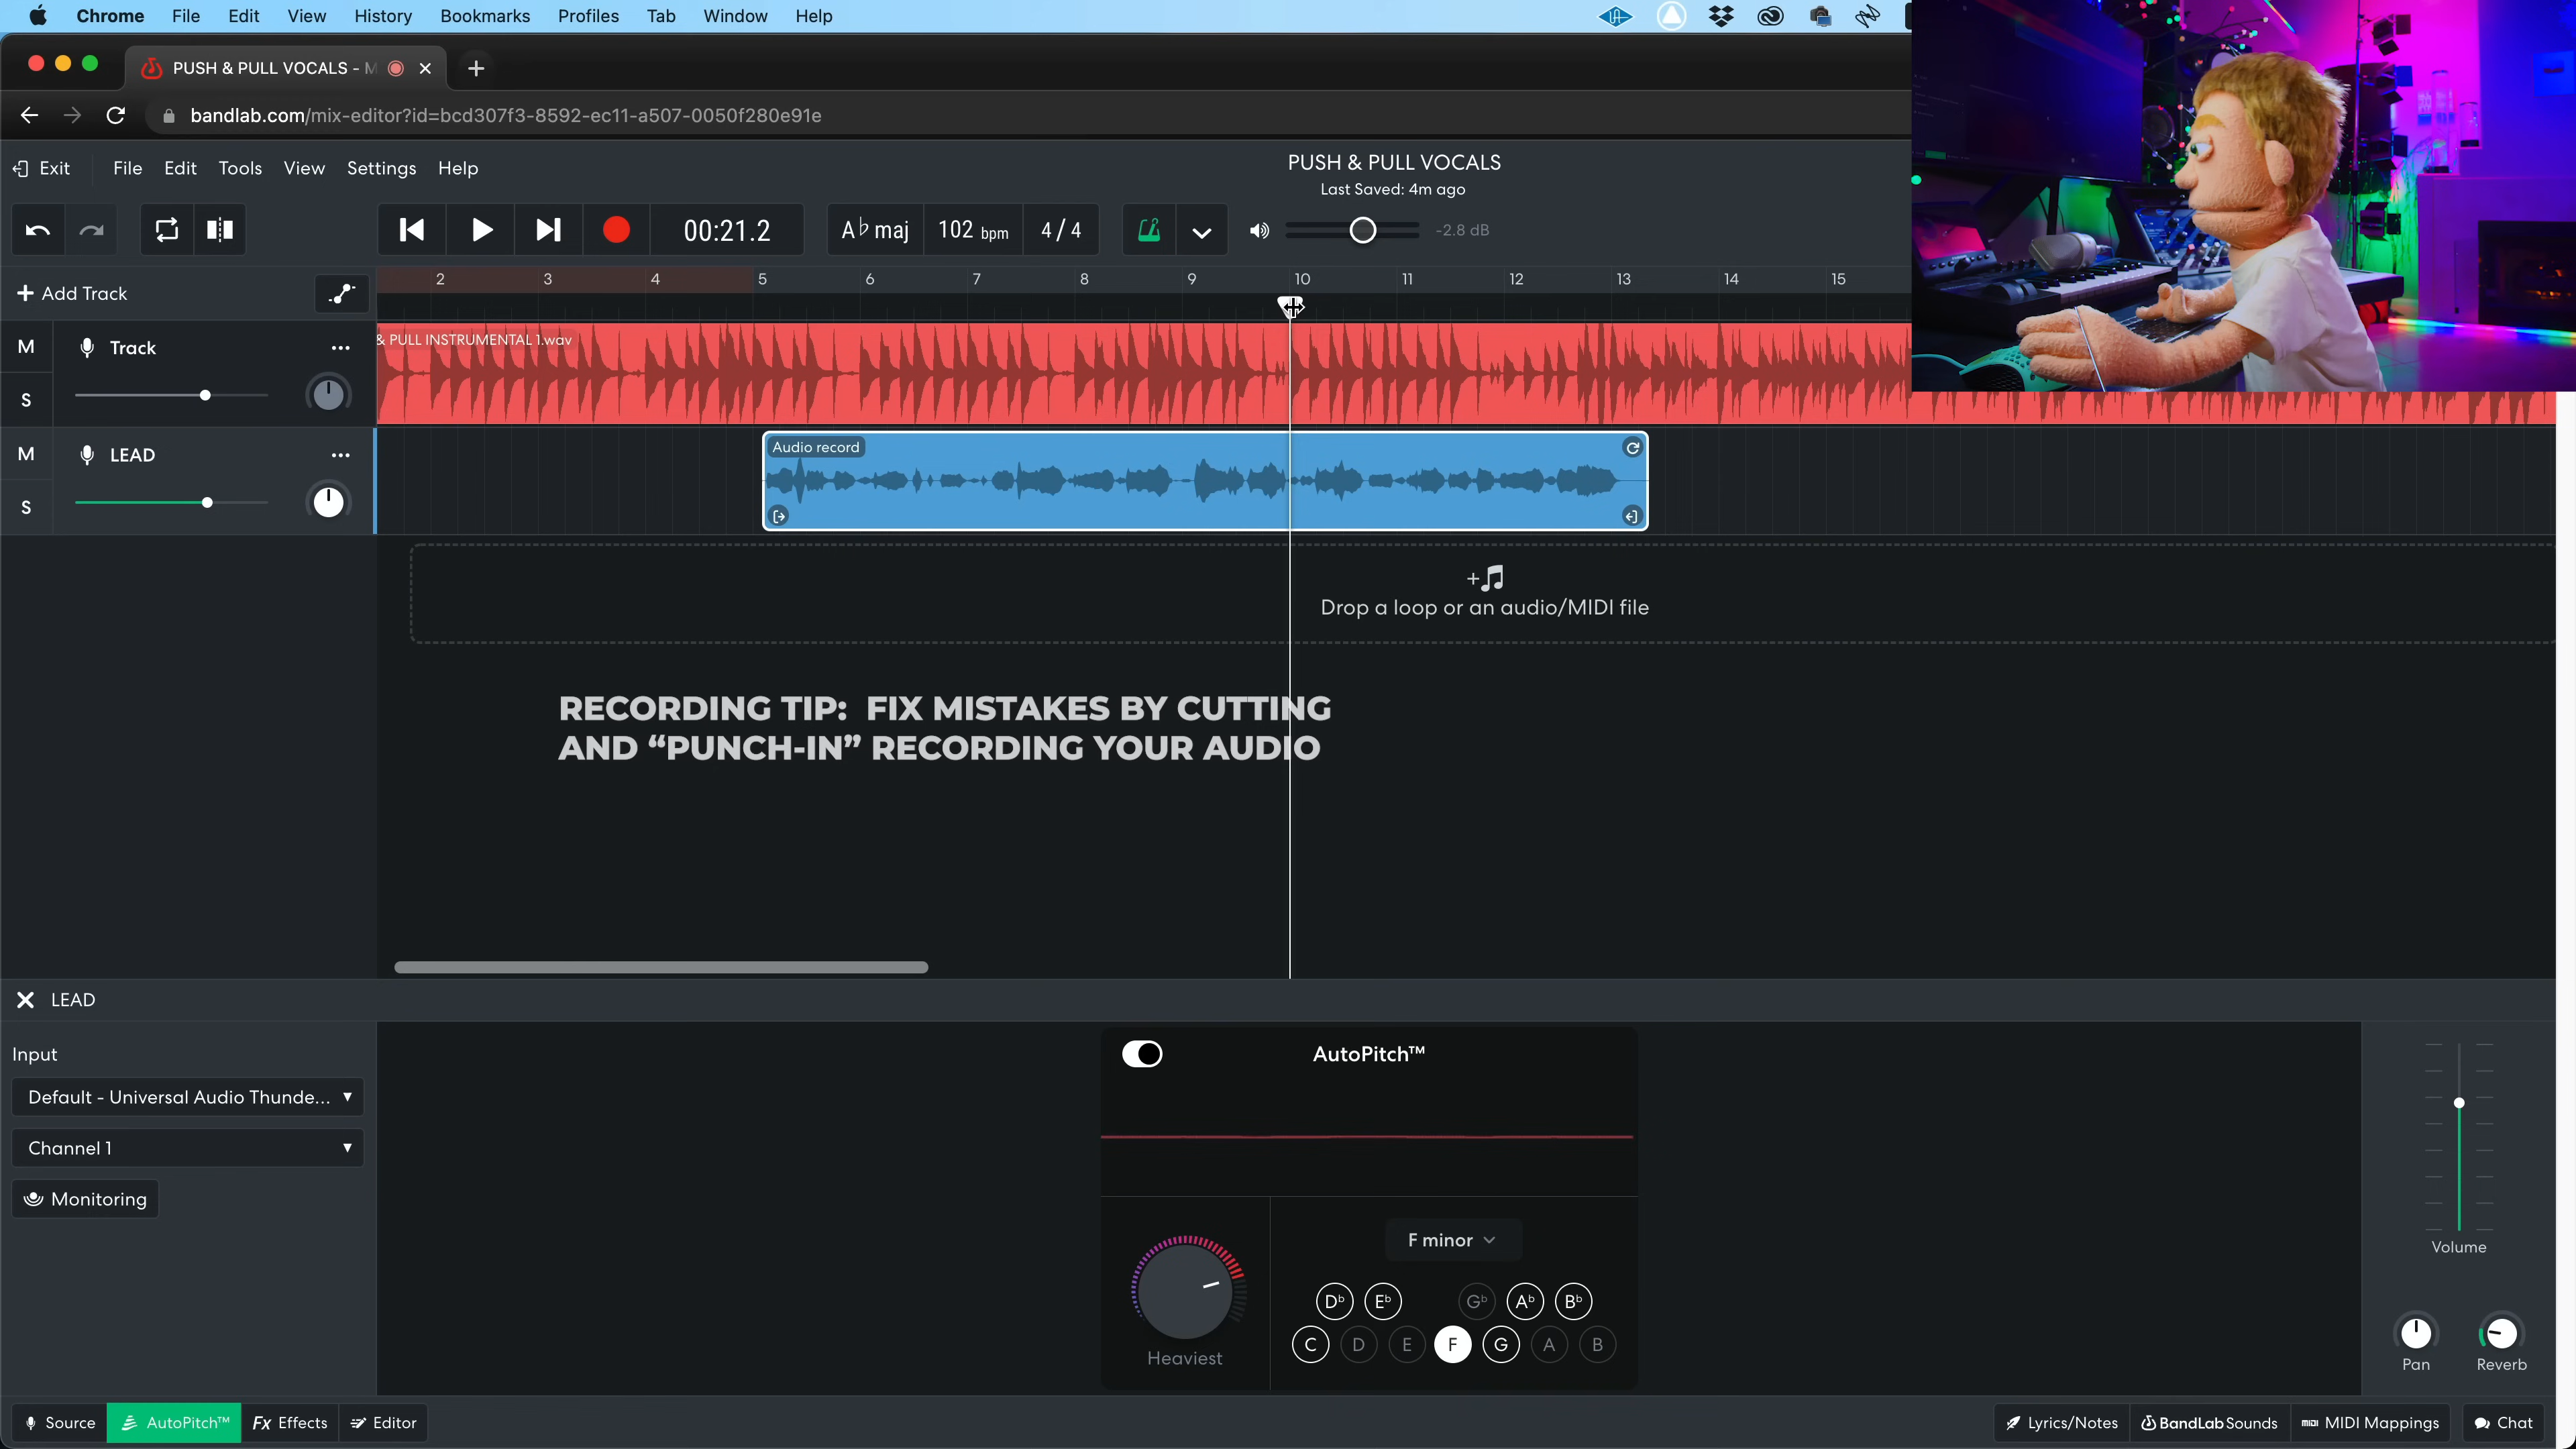 Chrome File Edit View History Bookmarks Profiles Tab Window Help
PUSH & PULL VOCALS - M
bandlab.com/mix-editor?id=bcd307f3-8592-ec11-a507-0050f280e91e
Exit File Edit Tools View Settings Help
PUSH & PULL VOCALS
Last Saved: 4m ago
00:21.2 A♭ maj 102 bpm 4/4 -2.8 dB
+ Add Track
2 3 4 5 6 7 8 9 10 11 12 13 14 15
M Track
S
& PULL INSTRUMENTAL 1.wav
M LEAD
S
Audio record
Drop a loop or an audio/MIDI file
RECORDING TIP: FIX MISTAKES BY CUTTING
AND “PUNCH-IN” RECORDING YOUR AUDIO
LEAD
Input
Default - Universal Audio Thunde...
Channel 1
Monitoring
AutoPitch™
F minor
Heaviest
D♭ E♭ G♭ A♭ B♭
C D E F G A B
Volume
Pan Reverb
Source AutoPitch™ Fx Effects Editor
Lyrics/Notes BandLab Sounds MIDI Mappings Chat